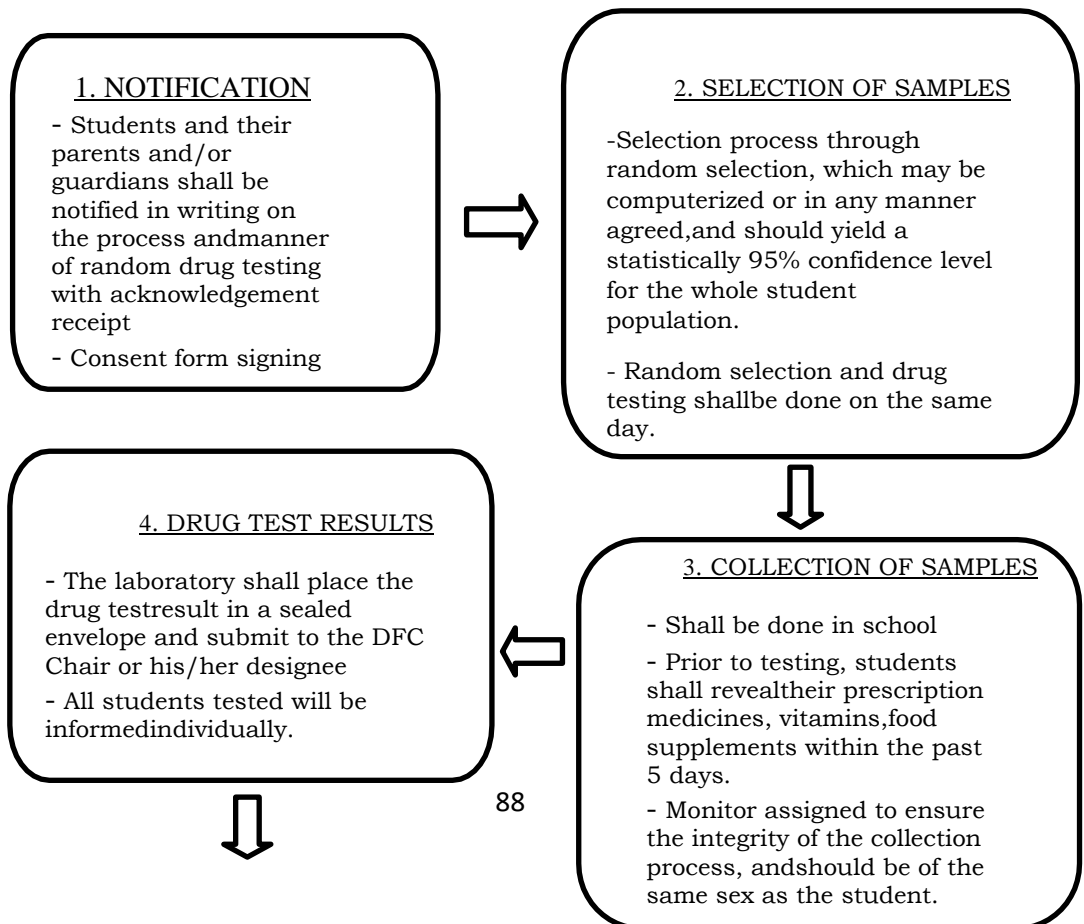 1. NOTIFICATION
- Students and their
parents and/or
guardians shall be
notified in writing on
the process andmanner
of random drug testing
with acknowledgement
receipt
- Consent form signing
2. SELECTION OF SAMPLES
-Selection process through
random selection, which may be
computerized or in any manner
agreed,and should yield a
statistically 95% confidence level
for the whole student
population.
- Random selection and drug
testing shallbe done on the same
day.
3. COLLECTION OF SAMPLES
- Shall be done in school
- Prior to testing, students
shall revealtheir prescription
medicines, vitamins,food
supplements within the past
5 days.
- Monitor assigned to ensure
the integrity of the collection
process, andshould be of the
same sex as the student.
4. DRUG TEST RESULTS
- The laboratory shall place the
drug testresult in a sealed
envelope and submit to the DFC
Chair or his/her designee
- All students tested will be
informedindividually.
88